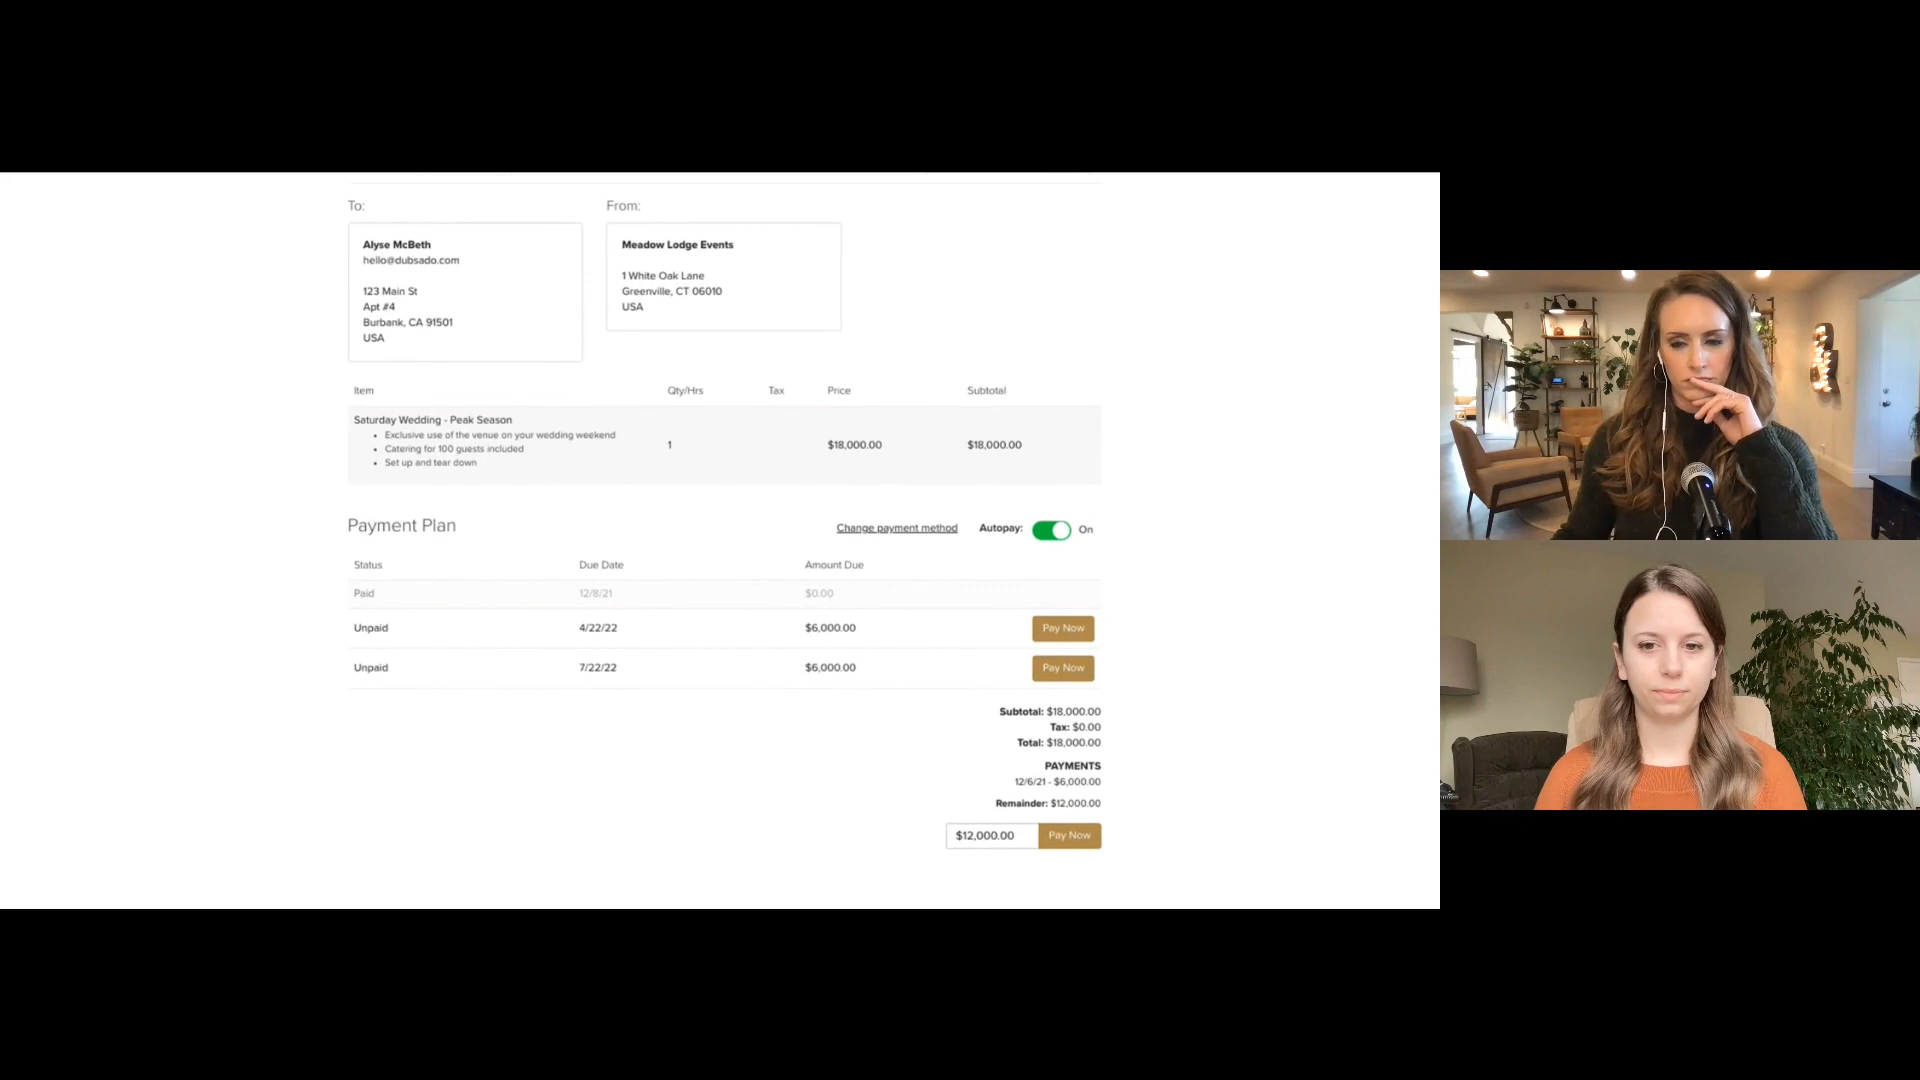 To:
From:
Alyse McBeth
hello@dubsado.com
123 Main St
Apt #4
Burbank, CA 91501
USA
Meadow Lodge Events
1 White Oak Lane
Greenville, CT 06010
USA
Item Qty/Hrs Tax Price Subtotal
Saturday Wedding - Peak Season
• Exclusive use of the venue on your wedding weekend
• Catering for 100 guests included
• Set up and tear down
1 $18,000.00 $18,000.00
Payment Plan Change payment method Autopay: On
Status Due Date Amount Due
Paid 12/8/21 $0.00
Unpaid 4/22/22 $6,000.00 Pay Now
Unpaid 7/22/22 $6,000.00 Pay Now
Subtotal: $18,000.00
Tax: $0.00
Total: $18,000.00
PAYMENTS
12/6/21 - $6,000.00
Remainder: $12,000.00
$12,000.00 Pay Now